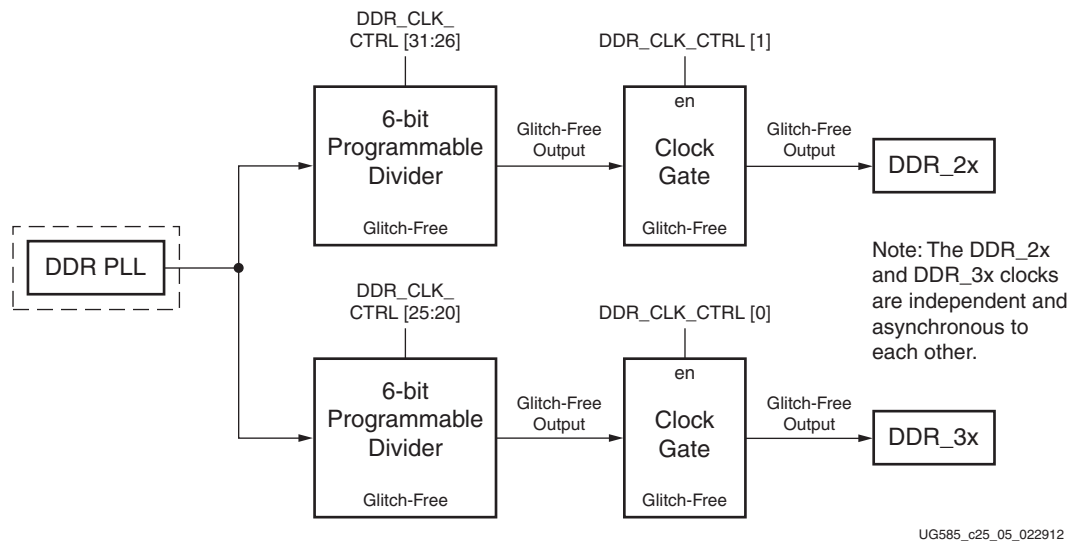 DDR_CLK_
CTRL [31:26]
DDR_CLK_CTRL [1]
6-bit
Programmable
Divider
Glitch-Free
Glitch-Free
Output
en
Clock
Gate
Glitch-Free
Glitch-Free
Output
DDR_2x
DDR PLL
Note: The DDR_2x
and DDR_3x clocks
are independent and
asynchronous to
each other.
DDR_CLK_
CTRL [25:20]
DDR_CLK_CTRL [0]
6-bit
Programmable
Divider
Glitch-Free
Glitch-Free
Output
en
Clock
Gate
Glitch-Free
Glitch-Free
Output
DDR_3x
UG585_c25_05_022912